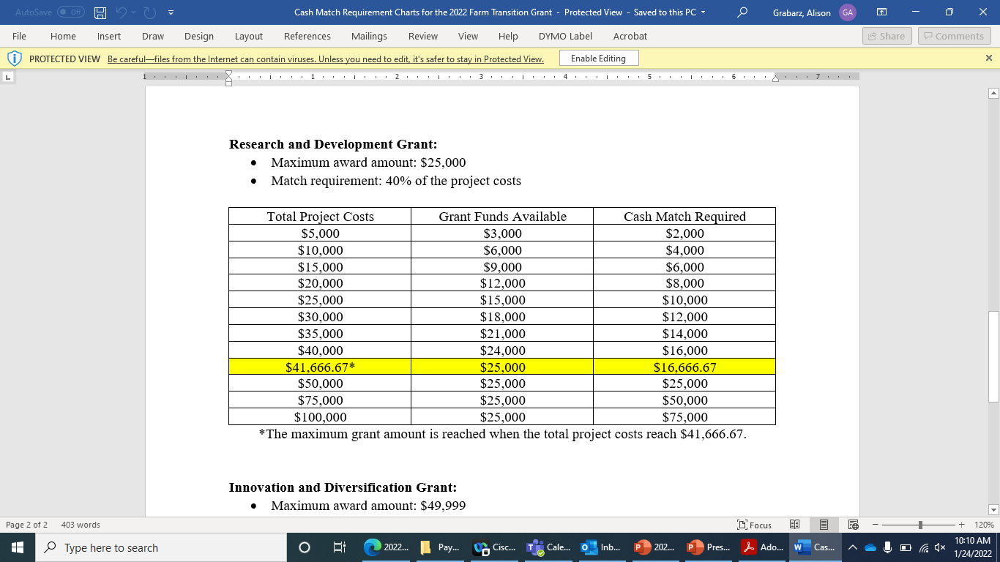 AutoSave Off Cash Match Requirement Charts for the 2022 Farm Transition Grant - Protected View - Saved to this PC Grabarz, Alison GA
File Home Insert Draw Design Layout References Mailings Review View Help DYMO Label Acrobat Share Comments
PROTECTED VIEW Be careful—files from the Internet can contain viruses. Unless you need to edit, it's safer to stay in Protected View. Enable Editing
1 1 2 3 4 5 6 7
Research and Development Grant:
• Maximum award amount: $25,000
• Match requirement: 40% of the project costs
Total Project Costs Grant Funds Available Cash Match Required
$5,000 $3,000 $2,000
$10,000 $6,000 $4,000
$15,000 $9,000 $6,000
$20,000 $12,000 $8,000
$25,000 $15,000 $10,000
$30,000 $18,000 $12,000
$35,000 $21,000 $14,000
$40,000 $24,000 $16,000
$41,666.67* $25,000 $16,666.67
$50,000 $25,000 $25,000
$75,000 $25,000 $50,000
$100,000 $25,000 $75,000
*The maximum grant amount is reached when the total project costs reach $41,666.67.
Innovation and Diversification Grant:
• Maximum award amount: $49,999
Page 2 of 2 403 words Focus 120%
Type here to search 2022... Pay... Cisc... Cale... Inb... 202... Pres... Ado... Cas... 10:10 AM
1/24/2022